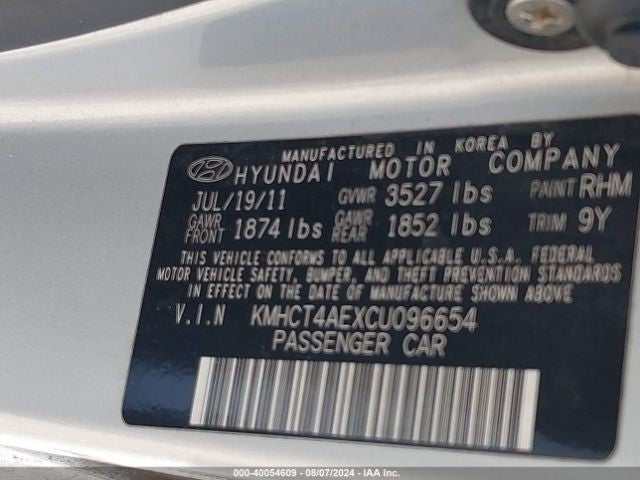 MANUFACTURED IN KOREA BY
HYUNDAI MOTOR COMPANY
JUL/19/11 GVWR 3527 lbs PAINT RHM
GAWR FRONT 1874 lbs GAWR REAR 1852 lbs TRIM 9Y
THIS VEHICLE CONFORMS TO ALL APPLICABLE U.S.A. FEDERAL
MOTOR VEHICLE SAFETY, BUMPER, AND THEFT PREVENTION STANDARDS
IN EFFECT ON THE DATE OF MANUFACTURE SHOWN ABOVE.
V.I.N KMHCT4AEXCU096654
PASSENGER CAR
000-40054609 - 08/07/2024 - IAA Inc.